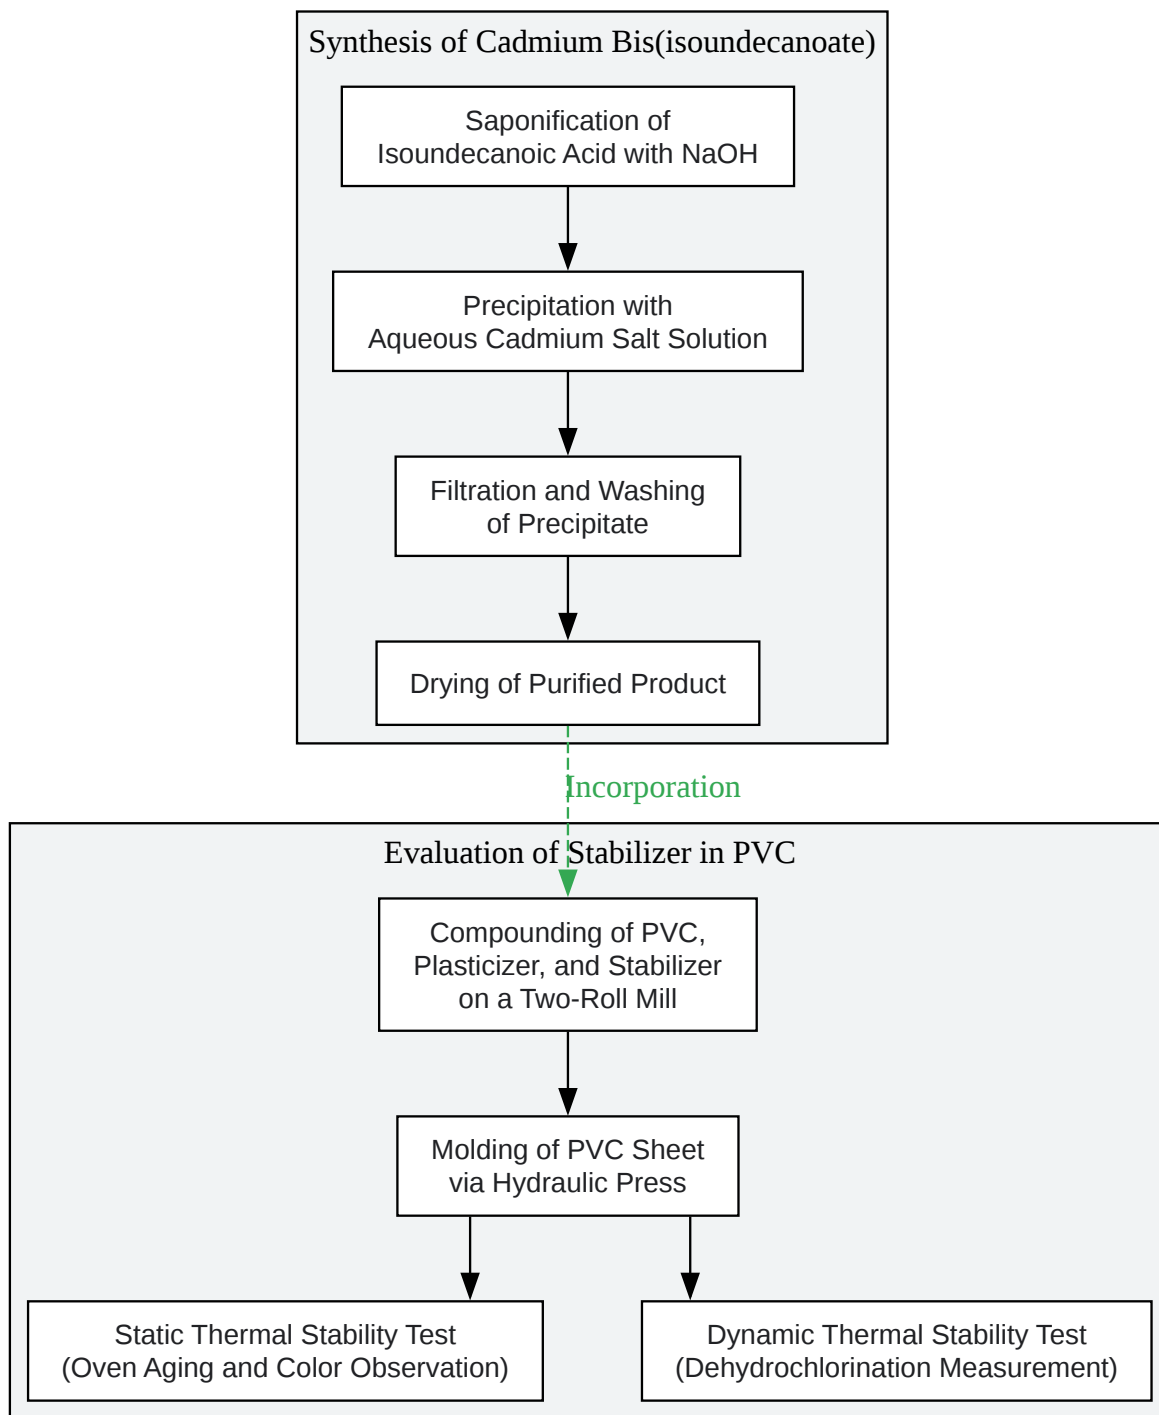 Synthesis of Cadmium Bis(isoundecanoate)
Saponification of
Isoundecanoic Acid with NaOH
Precipitation with
Aqueous Cadmium Salt Solution
Filtration and Washing
of Precipitate
Drying of Purified Product
Incorporation
Evaluation of Stabilizer in PVC
Compounding of PVC,
Plasticizer, and Stabilizer
on a Two-Roll Mill
Molding of PVC Sheet
via Hydraulic Press
Static Thermal Stability Test
(Oven Aging and Color Observation)
Dynamic Thermal Stability Test
(Dehydrochlorination Measurement)